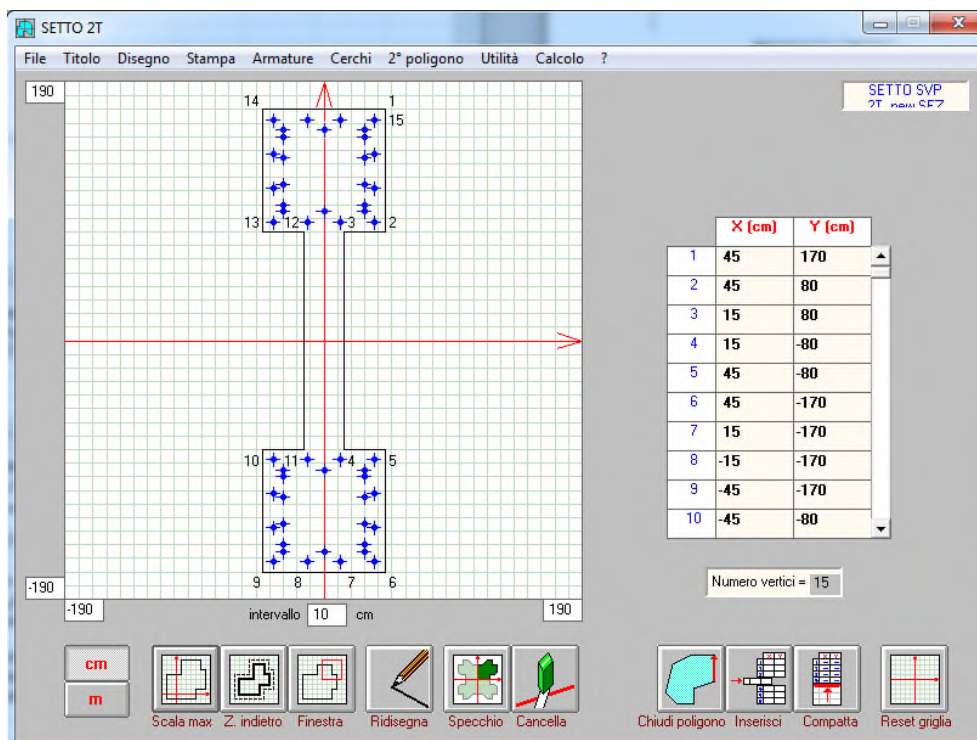 SETTO 2T
File Titolo Disegno Stampa Armature Cerchi 2° poligono Utilità Calcolo ?
190
14 1
15
SETTO SVP
2T new SEZ
13 12 3 2
X (cm) Y (cm)
1 45 170
2 45 80
3 15 80
4 15 -80
5 45 -80
6 45 -170
7 15 -170
8 -15 -170
9 -45 -170
10 -45 -80
10 11 4 5
9 8 7 6
-190
-190 intervallo 10 cm 190
Numero vertici = 15
cm
m
Scala max Z. indietro Finestra Ridisegna Specchio Cancella Chiudi poligono Inserisci Compatta Reset griglia